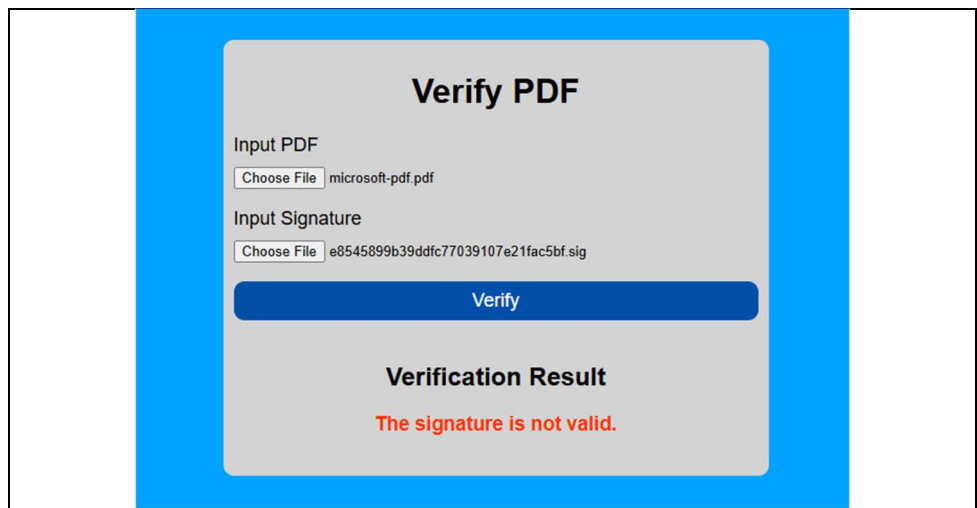 Verify PDF
Input PDF
Choose File microsoft-pdf.pdf
Input Signature
Choose File e8545899b39ddfc77039107e21fac5bf.sig
Verify
Verification Result
The signature is not valid.